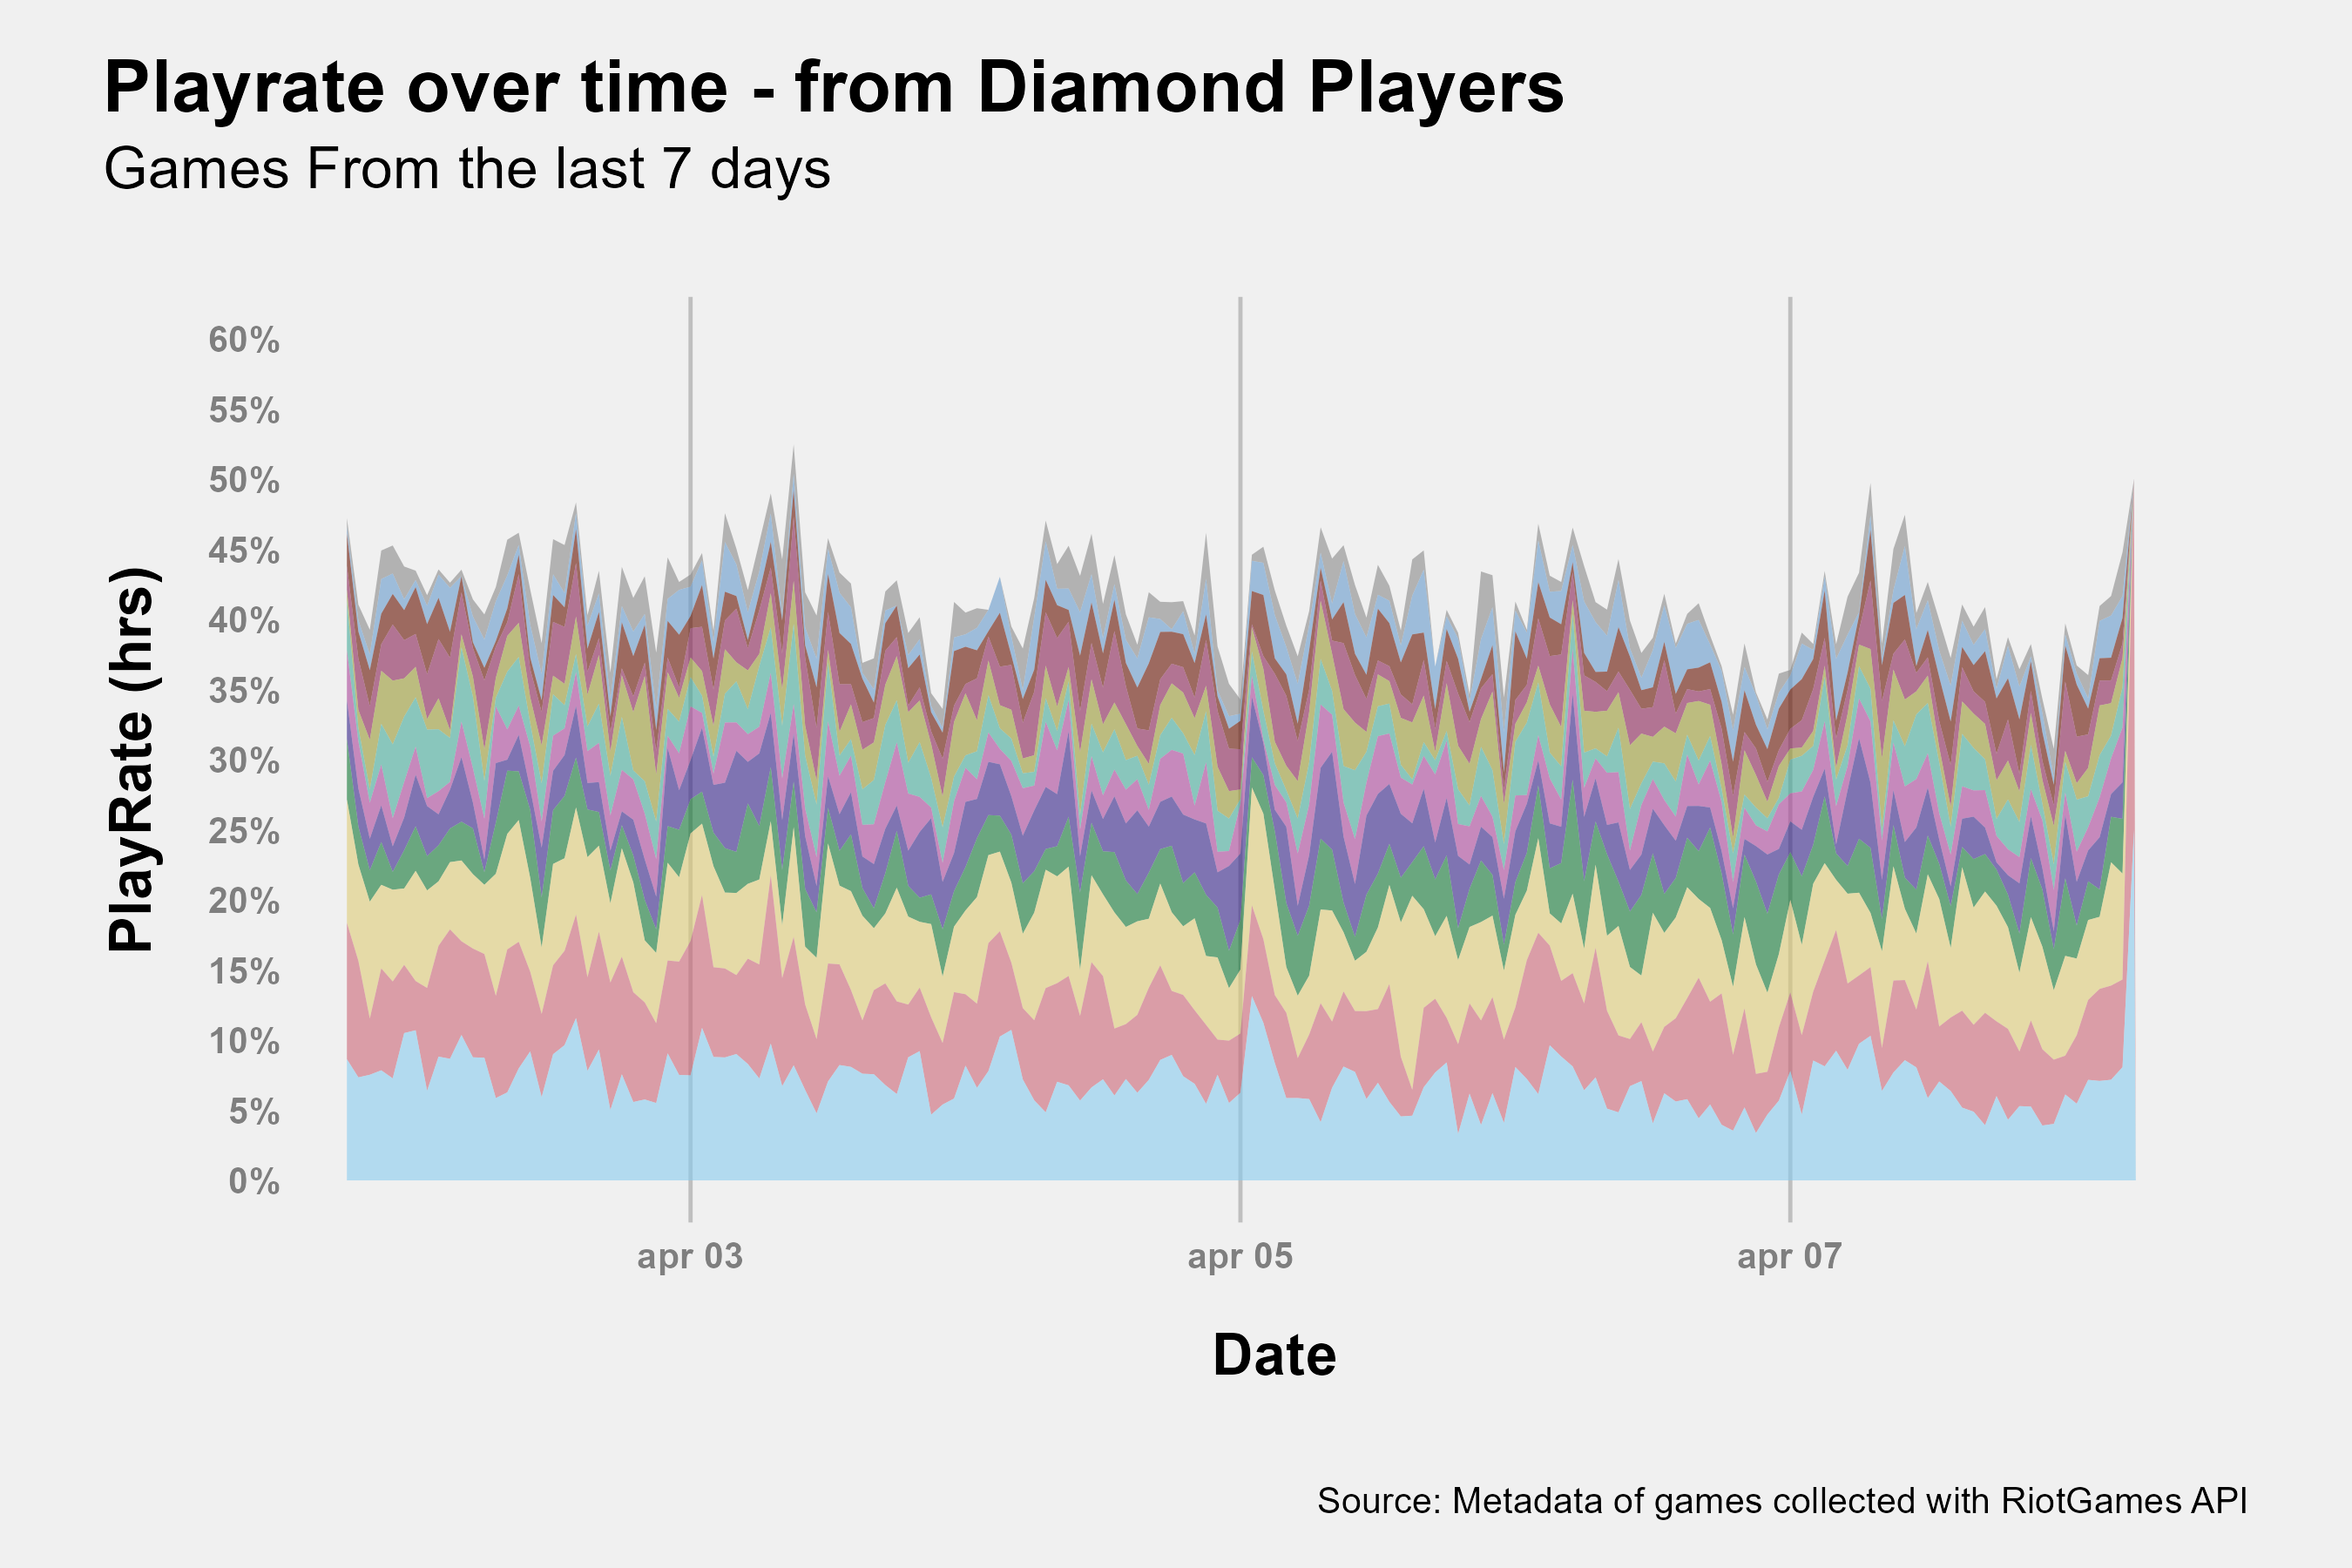 Playrate over time - from Diamond Players
Games From the last 7 days
PlayRate (hrs)
60%
55%
50%
45%
40%
35%
30%
25%
20%
15%
10%
5%
0%
apr 03
apr 05
apr 07
Date
Source: Metadata of games collected with RiotGames API